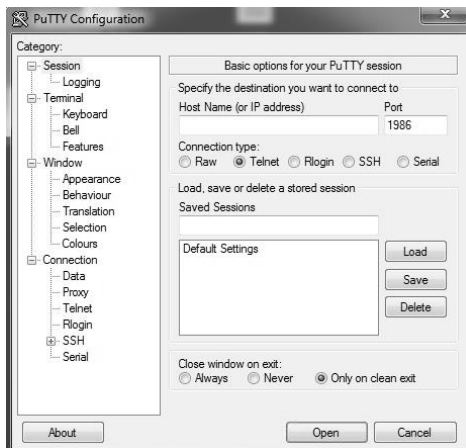 PuTTY Configuration
Category:
Session
Logging
Terminal
Keyboard
Bell
Features
Window
Appearance
Behaviour
Translation
Selection
Colours
Connection
Data
Proxy
Telnet
Rlogin
SSH
Serial
Basic options for your PuTTY session
Specify the destination you want to connect to
Host Name (or IP address) Port
1986
Connection type:
Raw Telnet Rlogin SSH Serial
Load, save or delete a stored session
Saved Sessions
Default Settings
Load
Save
Delete
Close window on exit:
Always Never Only on clean exit
About Open Cancel